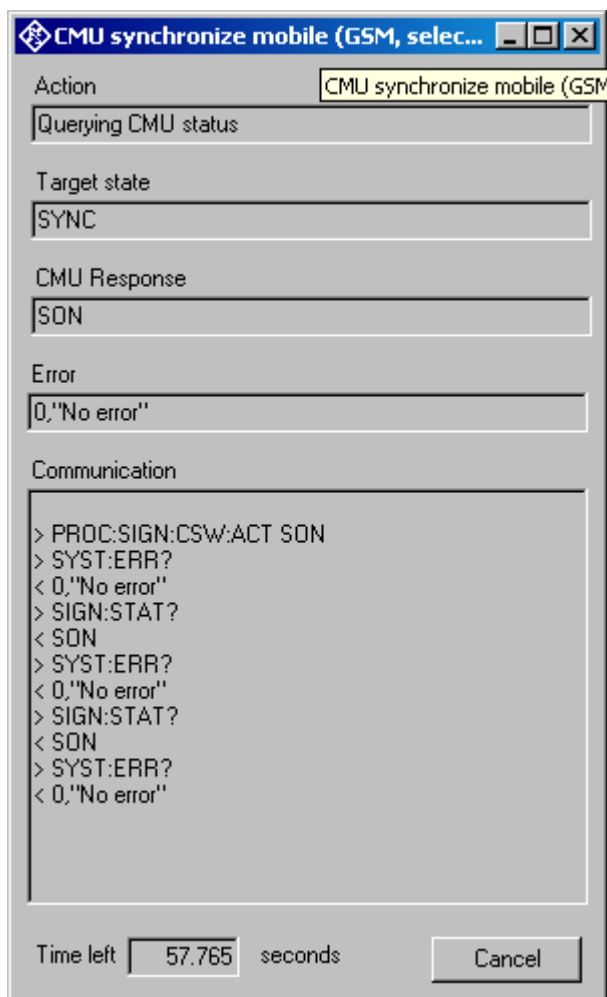 CMU synchronize mobile (GSM, selec...
Action
CMU synchronize mobile (GSM
Querying CMU status
Target state
SYNC
CMU Response
SON
Error
0,"No error"
Communication
> PROC:SIGN:CSW:ACT SON
> SYST:ERR?
< 0,"No error"
> SIGN:STAT?
< SON
> SYST:ERR?
< 0,"No error"
> SIGN:STAT?
< SON
> SYST:ERR?
< 0,"No error"
Time left 57.765 seconds Cancel